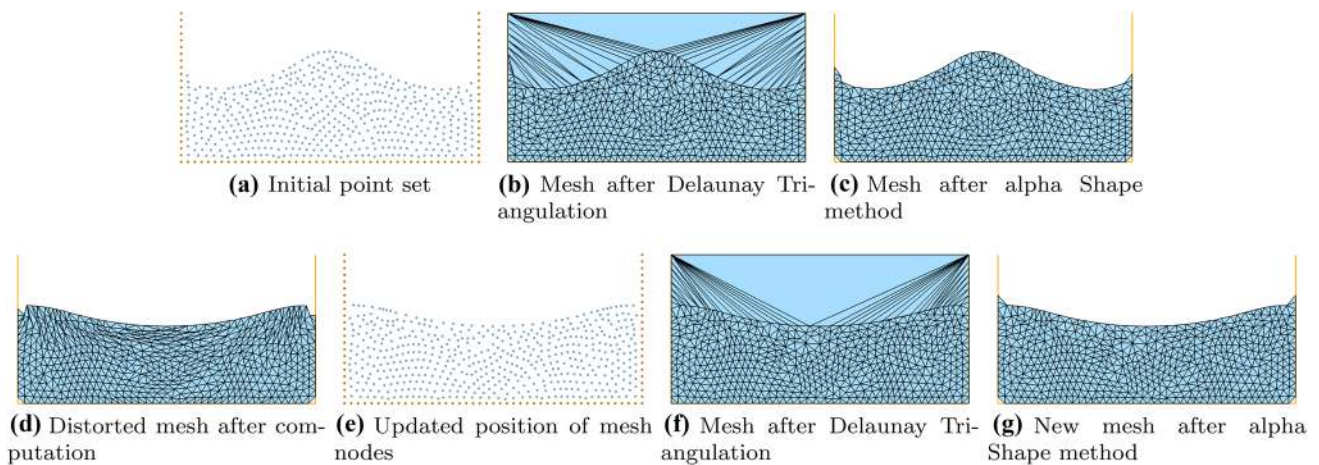 (a) Initial point set
(b) Mesh after Delaunay Tri-
angulation
(c) Mesh after alpha Shape
method
(d) Distorted mesh after com-
putation
(e) Updated position of mesh
nodes
(f) Mesh after Delaunay Tri-
angulation
(g) New mesh after alpha
Shape method